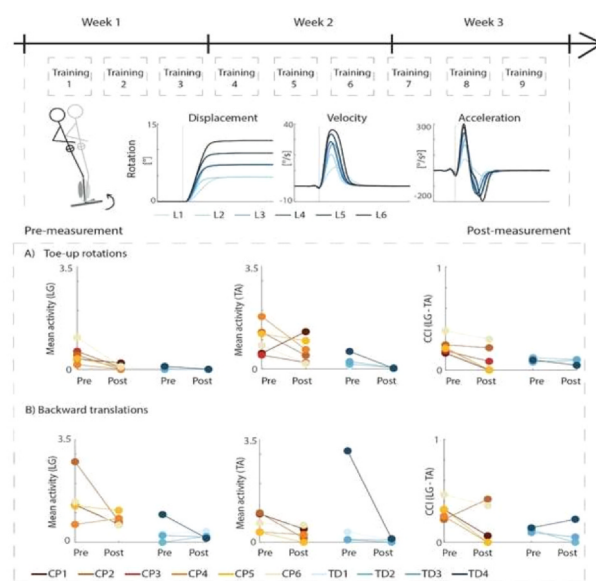 Week 1 Week 2 Week 3
Training 1 Training 2 Training 3 Training 4 Training 5 Training 6 Training 7 Training 8 Training 9
Displacement Velocity Acceleration
15 40 300
Rotation [°] [°/s] [°/s²]
0 -10 -200
L1 L2 L3 L4 L5 L6
Pre-measurement Post-measurement
A) Toe-up rotations
3.5 3.5 1
Mean activity (LG) Mean activity (TA) CCI (LG - TA)
0 0 0
Pre Post Pre Post Pre Post Pre Post Pre Post Pre Post
B) Backward translations
3.5 3.5 1
Mean activity (LG) Mean activity (TA) CCI (LG - TA)
0 0 0
Pre Post Pre Post Pre Post Pre Post Pre Post Pre Post
CP1 CP2 CP3 CP4 CP5 CP6 TD1 TD2 TD3 TD4